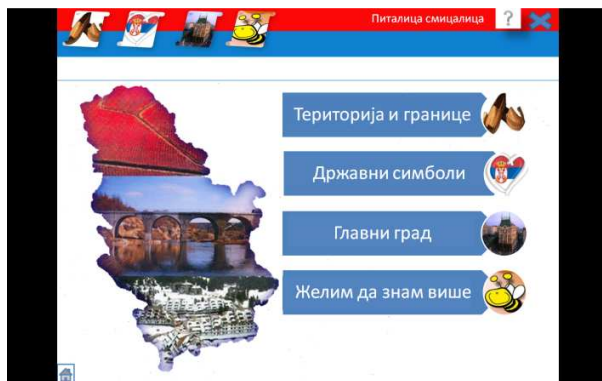 Питалица смицалица
?
Територија и границе
Државни симболи
Главни град
Желим да знам више